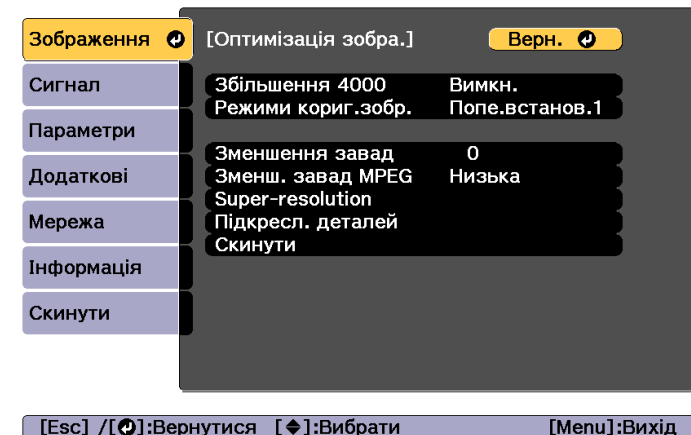 Зображення
[Оптимізація зобра.] Верн.
Сигнал
Збільшення 4000 Вимкн.
Режими кориг.зобр. Попе.встанов.1
Параметри
Зменшення завад 0
Додаткові
Зменш. завад MPEG Низька
Super-resolution
Мережа
Підкресл. деталей
Скинути
Інформація
Скинути
[Esc] /[]:Вернутися []:Вибрати [Menu]:Вихід